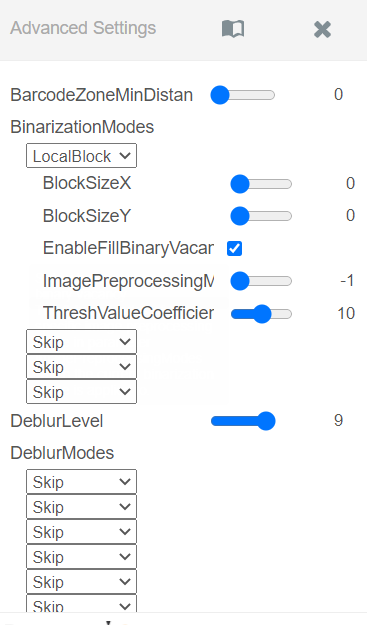 Advanced Settings
BarcodeZoneMinDistan 0
BinarizationModes
LocalBlock
BlockSizeX 0
BlockSizeY 0
EnableFillBinaryVacar
ImagePreprocessingM -1
ThreshValueCoefficier 10
Skip
Skip
Skip
DeblurLevel 9
DeblurModes
Skip
Skip
Skip
Skip
Skip
Skip